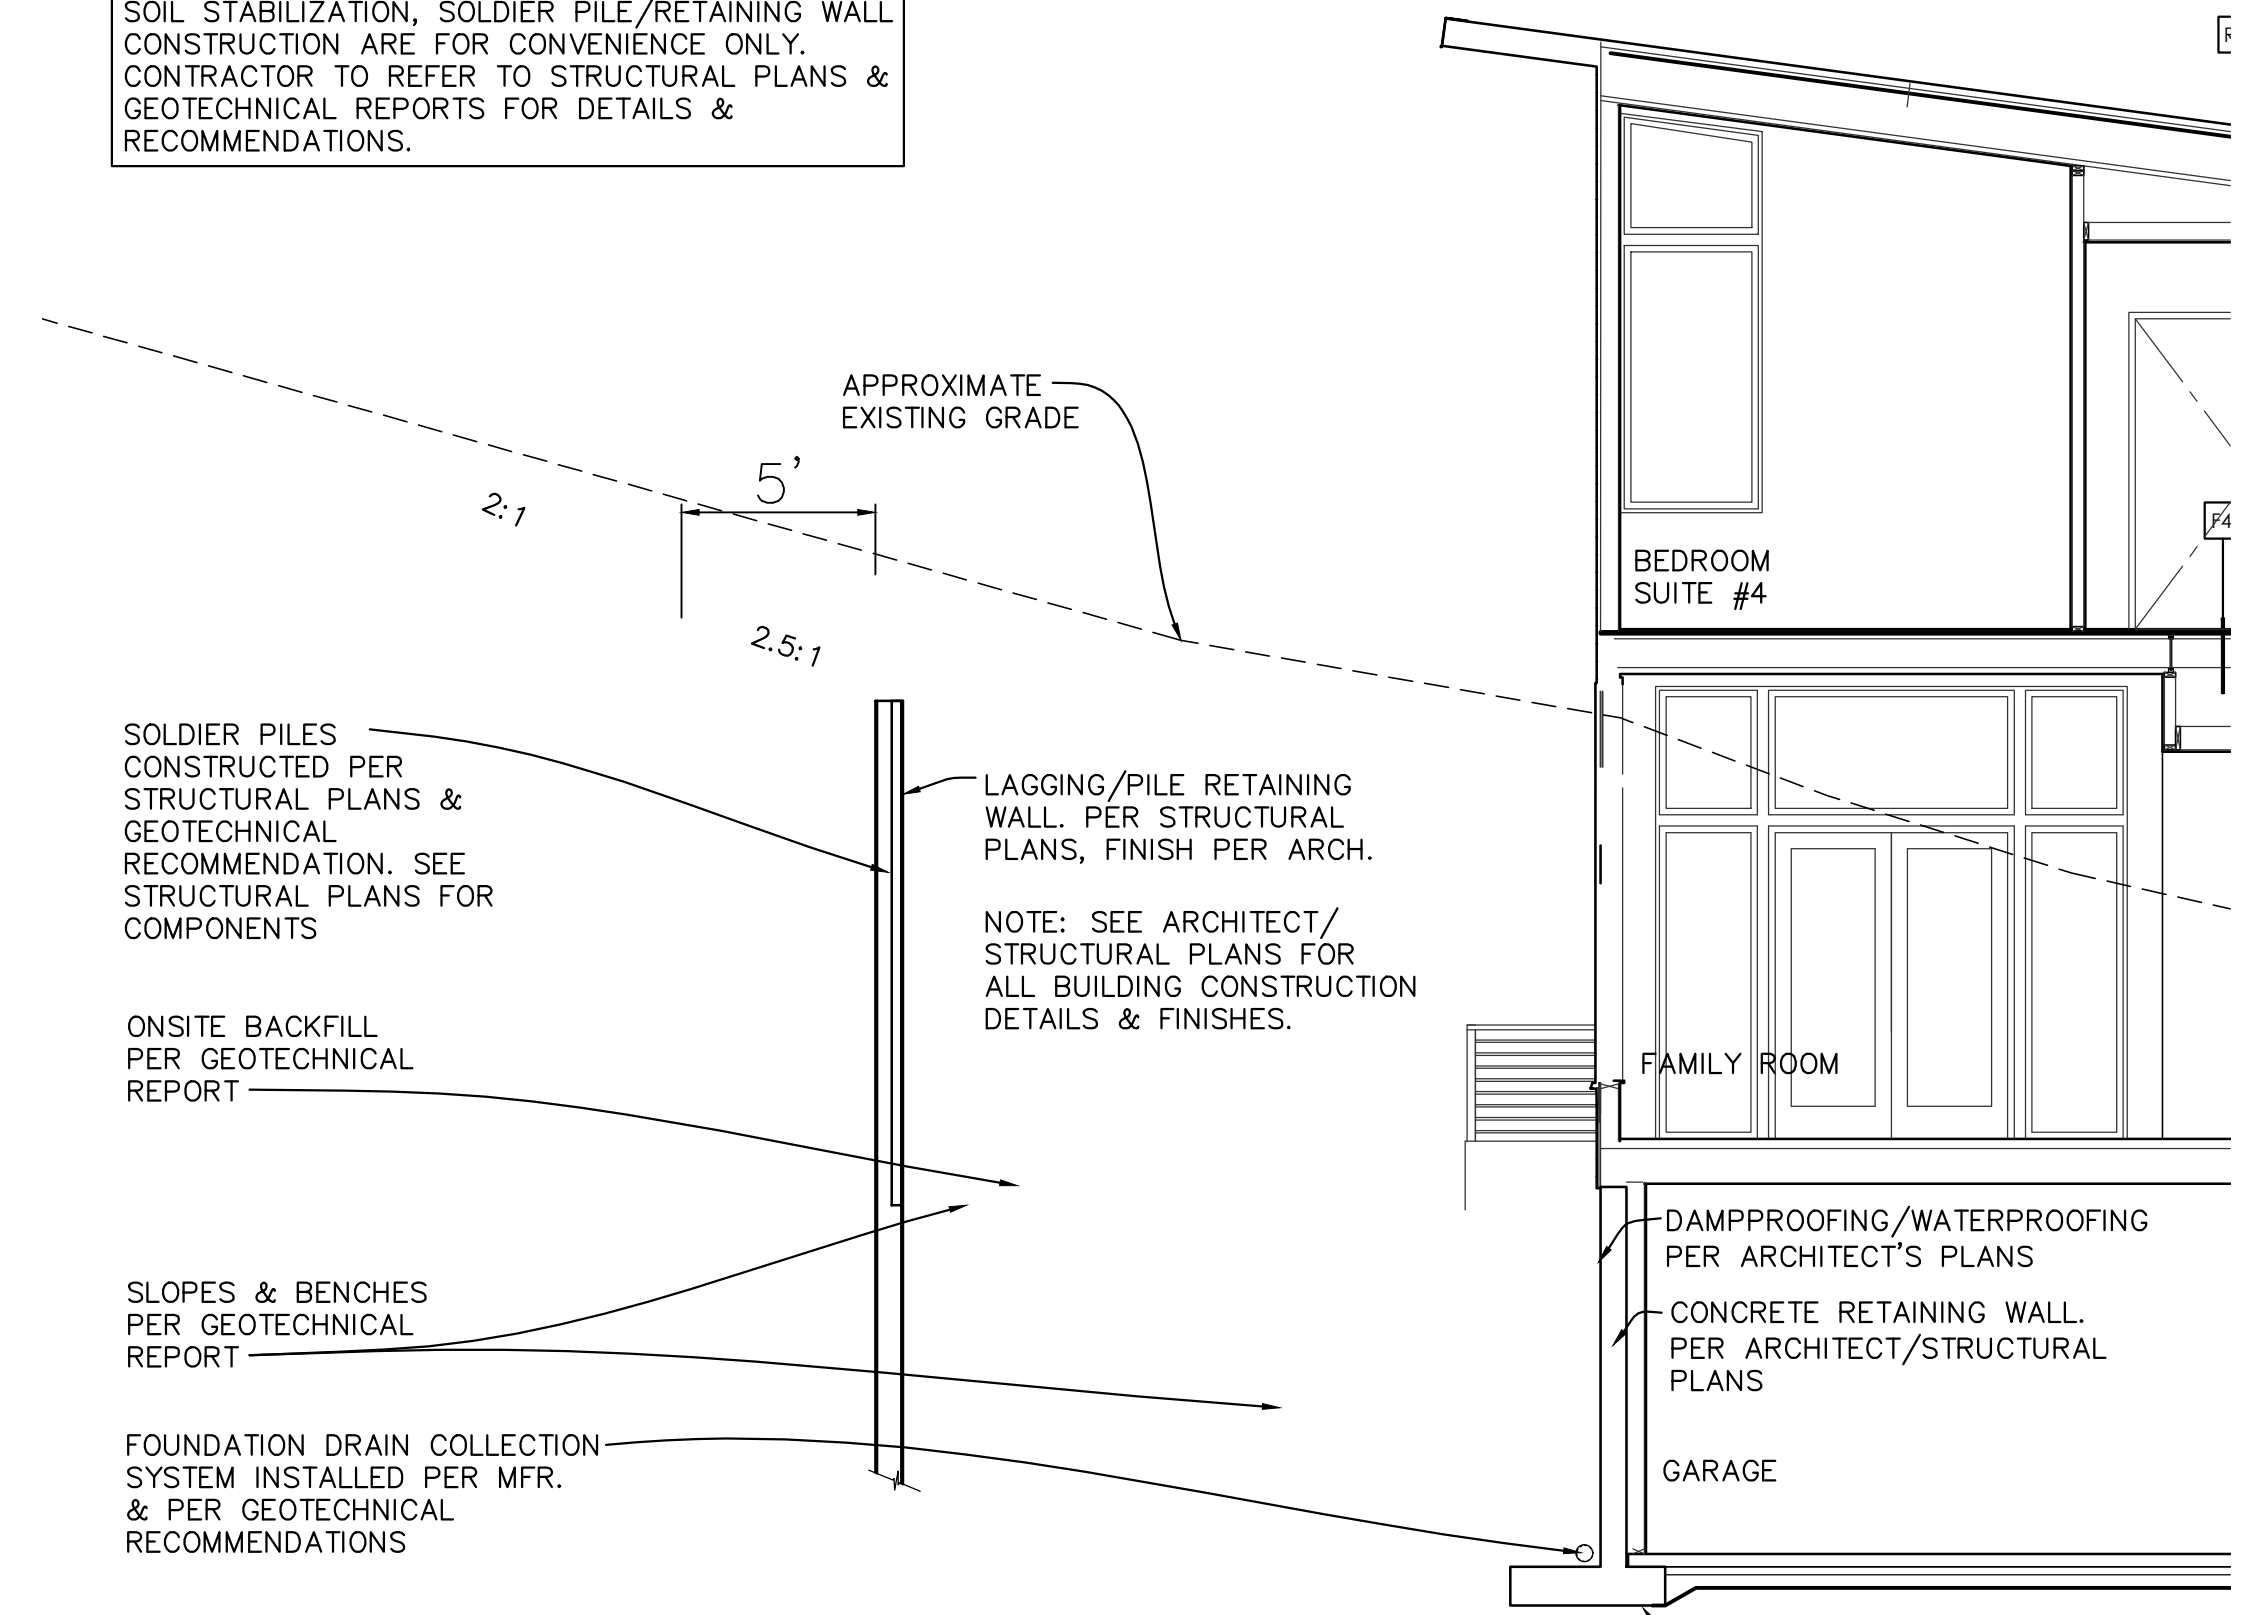 SOIL STABILIZATION, SOLDIER PILE/RETAINING WALL
CONSTRUCTION ARE FOR CONVENIENCE ONLY.
CONTRACTOR TO REFER TO STRUCTURAL PLANS &
GEOTECHNICAL REPORTS FOR DETAILS &
RECOMMENDATIONS.
APPROXIMATE
EXISTING GRADE
5'
2:1
2.5:1
BEDROOM
SUITE #4
F4
SOLDIER PILES
CONSTRUCTED PER
STRUCTURAL PLANS &
GEOTECHNICAL
RECOMMENDATION. SEE
STRUCTURAL PLANS FOR
COMPONENTS
LAGGING/PILE RETAINING
WALL. PER STRUCTURAL
PLANS, FINISH PER ARCH.
NOTE: SEE ARCHITECT/
STRUCTURAL PLANS FOR
ALL BUILDING CONSTRUCTION
DETAILS & FINISHES.
FAMILY ROOM
ONSITE BACKFILL
PER GEOTECHNICAL
REPORT
SLOPES & BENCHES
PER GEOTECHNICAL
REPORT
DAMPPROOFING/WATERPROOFING
PER ARCHITECT'S PLANS
CONCRETE RETAINING WALL.
PER ARCHITECT/STRUCTURAL
PLANS
GARAGE
FOUNDATION DRAIN COLLECTION
SYSTEM INSTALLED PER MFR.
& PER GEOTECHNICAL
RECOMMENDATIONS